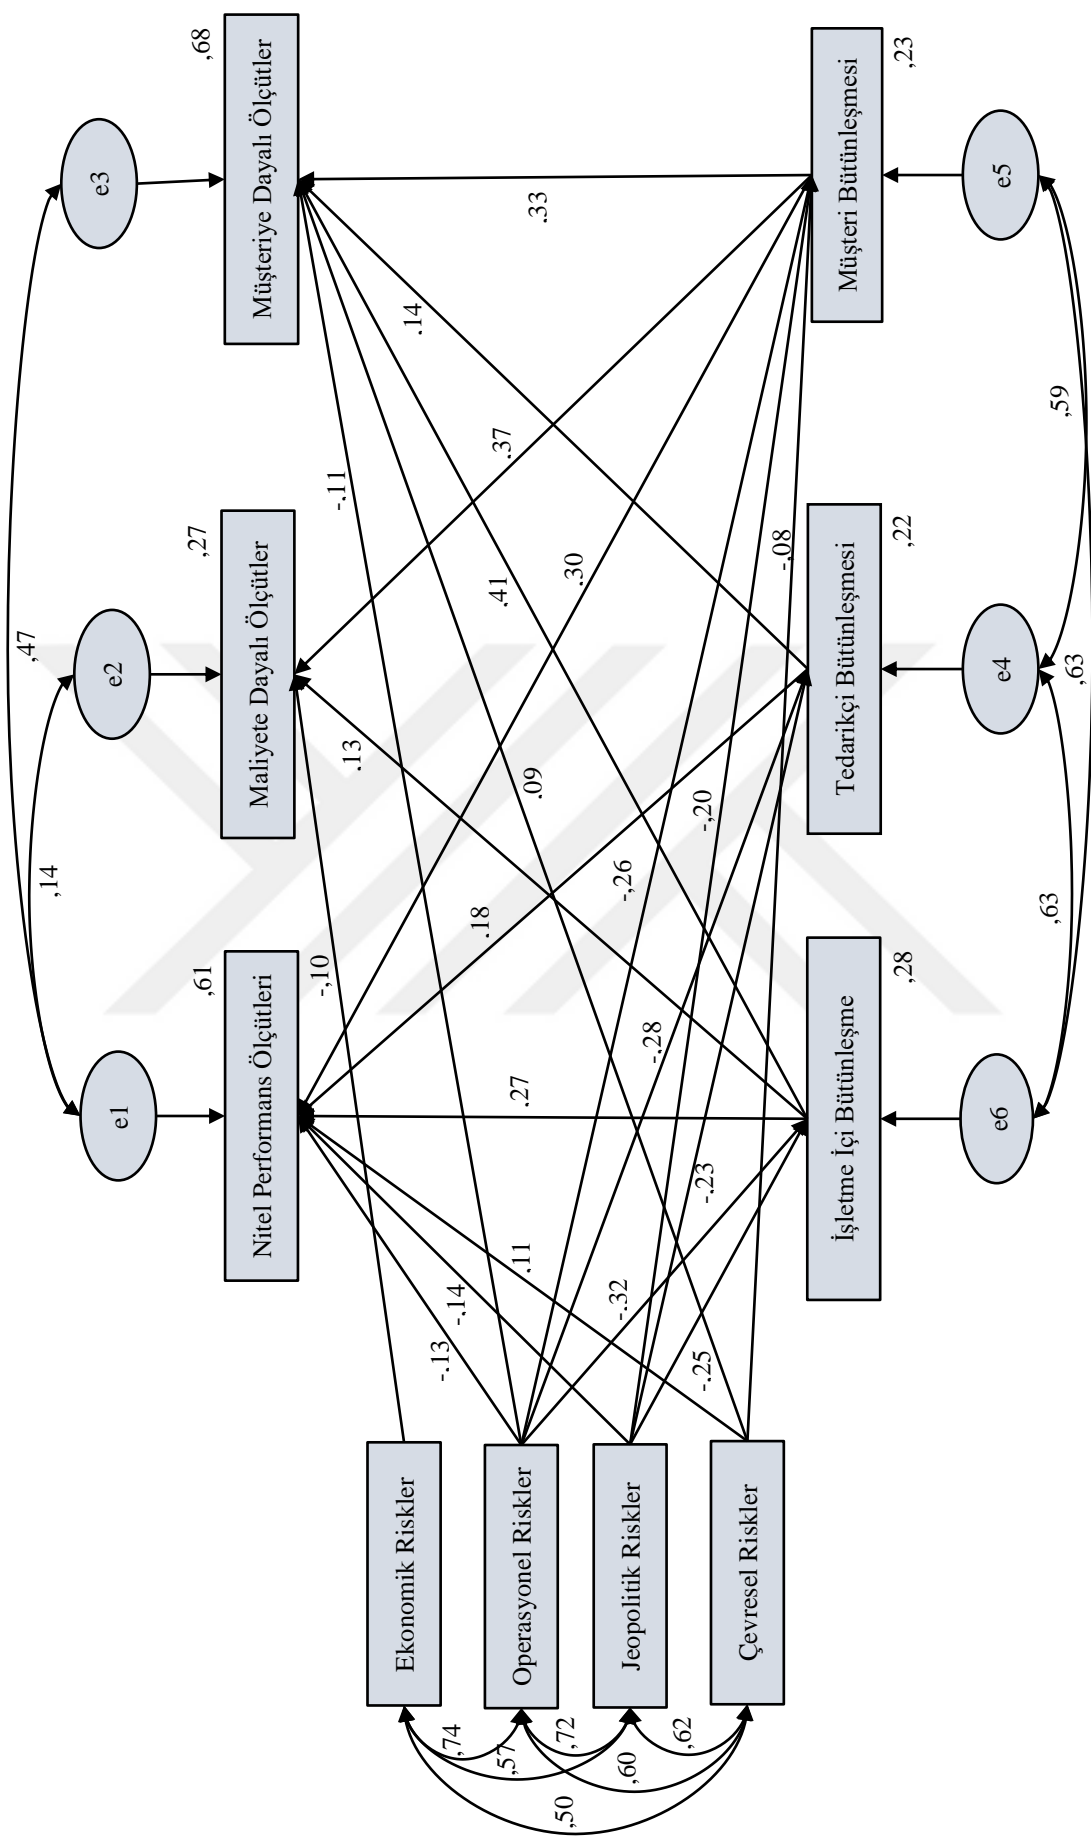 e1
e2
e3
,14
,47
,61
,27
,68
Nitel Performans Ölçütleri
Maliyete Dayalı Ölçütler
Müşteriye Dayalı Ölçütler
Ekonomik Riskler
Operasyonel Riskler
Jeopolitik Riskler
Çevresel Riskler
,74
,57
,72
,50
,60
,62
-,10
-.11
-.13
-.14
.11
.13
.14
.18
.37
.41
.33
.27
.09
.30
-.32
-,26
-.28
-.25
-.23
-,20
-.08
İşletme İçi Bütünleşme
Tedarikçi Bütünleşmesi
Müşteri Bütünleşmesi
,28
,22
,23
e6
e4
e5
,63
,59
,63